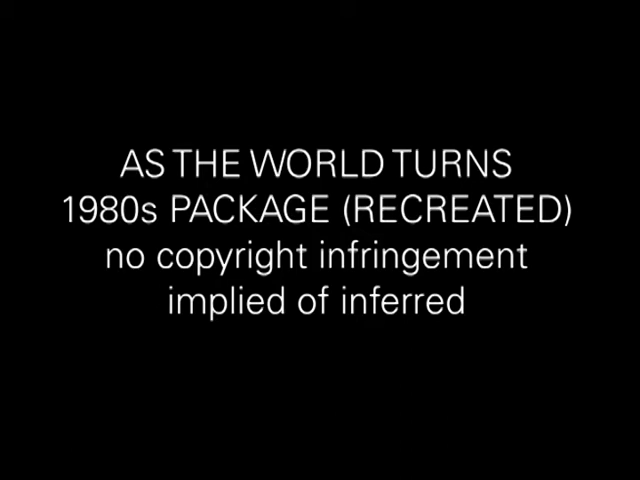 AS THE WORLD TURNS
1980s PACKAGE (RECREATED)
no copyright infringement
implied of inferred